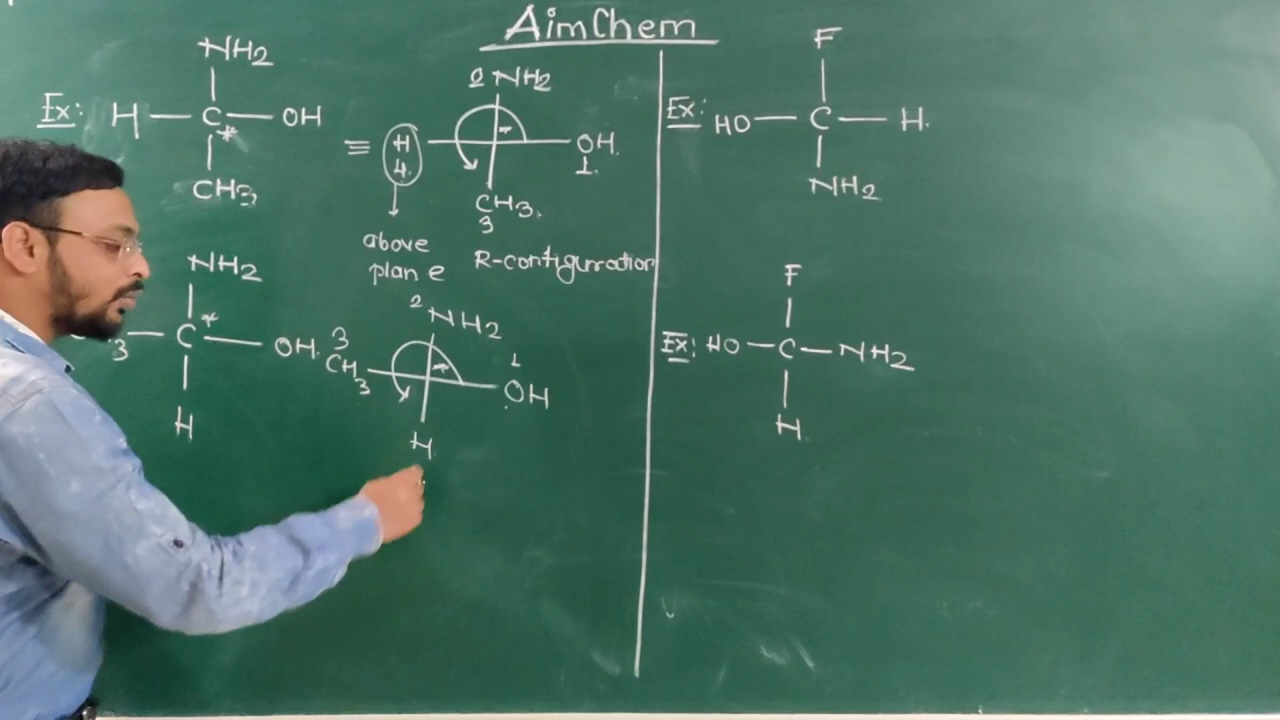 AimChem
NH2
Ex: H — C — OH
*
CH3
≡
2 NH2
H
4.
OH.
1.
CH3.
3
above
plane
R-configuration
NH2
3 — C* — OH.
H
2 NH2
3
CH3
1
OH
H
F
Ex: HO — C — H.
NH2
F
Ex: HO — C — NH2
H